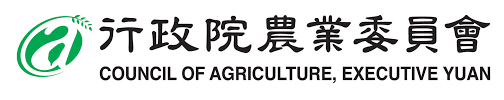 行政院農業委員會
COUNCIL OF AGRICULTURE, EXECUTIVE YUAN